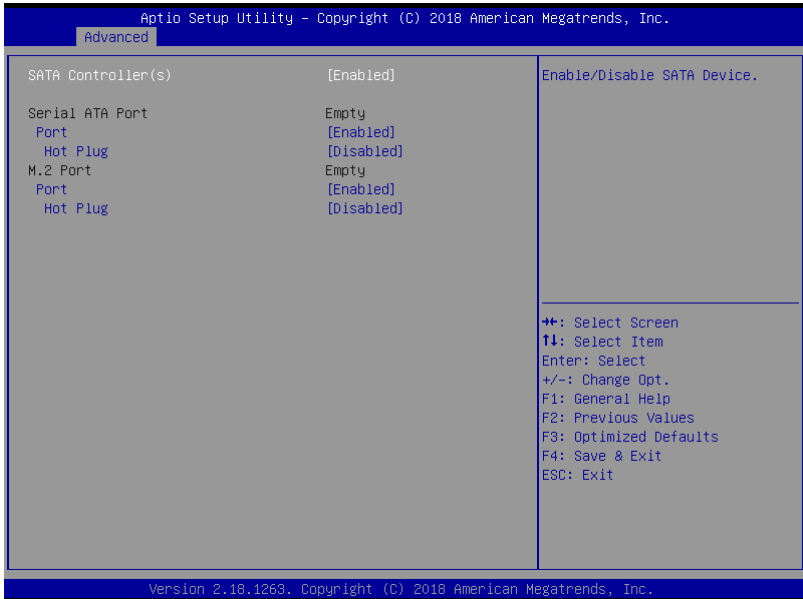 Aptio Setup Utility – Copyright (C) 2018 American Megatrends, Inc.
Advanced
SATA Controller(s) [Enabled]
Serial ATA Port Empty
Port [Enabled]
Hot Plug [Disabled]
M.2 Port Empty
Port [Enabled]
Hot Plug [Disabled]
Enable/Disable SATA Device.
→←: Select Screen
↑↓: Select Item
Enter: Select
+/-: Change Opt.
F1: General Help
F2: Previous Values
F3: Optimized Defaults
F4: Save & Exit
ESC: Exit
Version 2.18.1263. Copyright (C) 2018 American Megatrends, Inc.